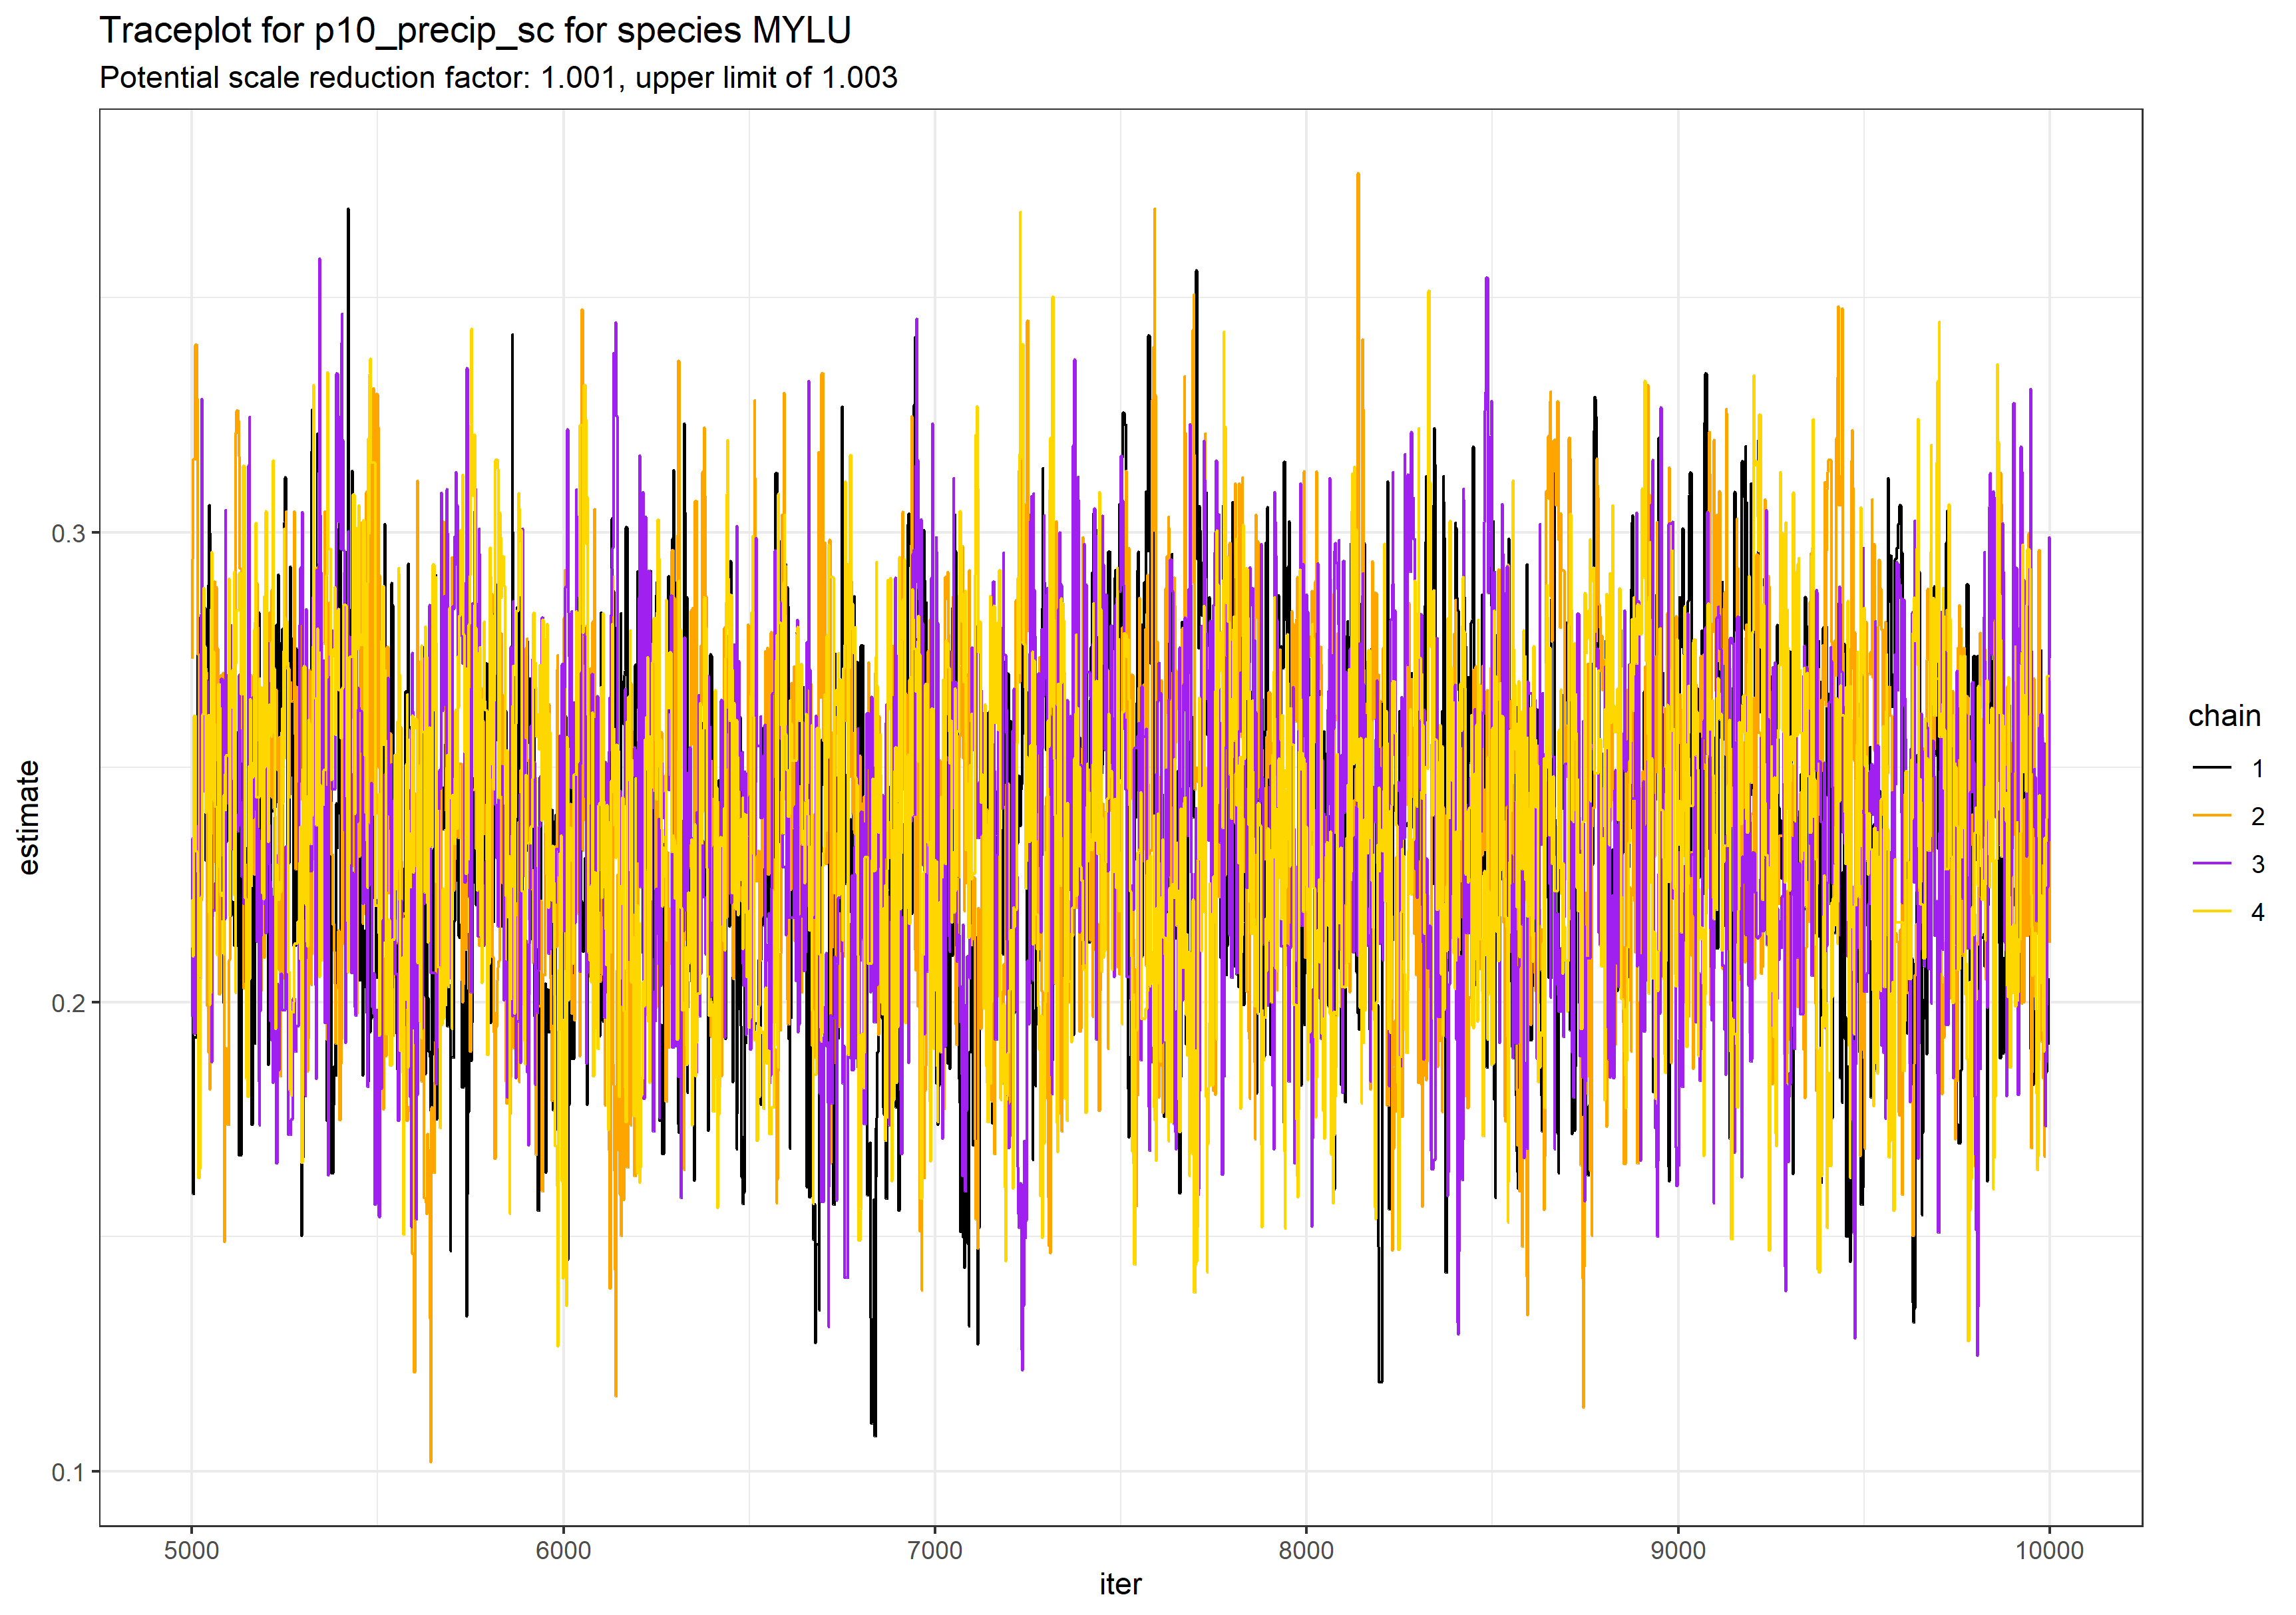 Traceplot for p10_precip_sc for species MYLU
Potential scale reduction factor: 1.001, upper limit of 1.003
estimate
0.3
0.2
0.1
5000 6000 7000 8000 9000 10000
iter
chain
1
2
3
4